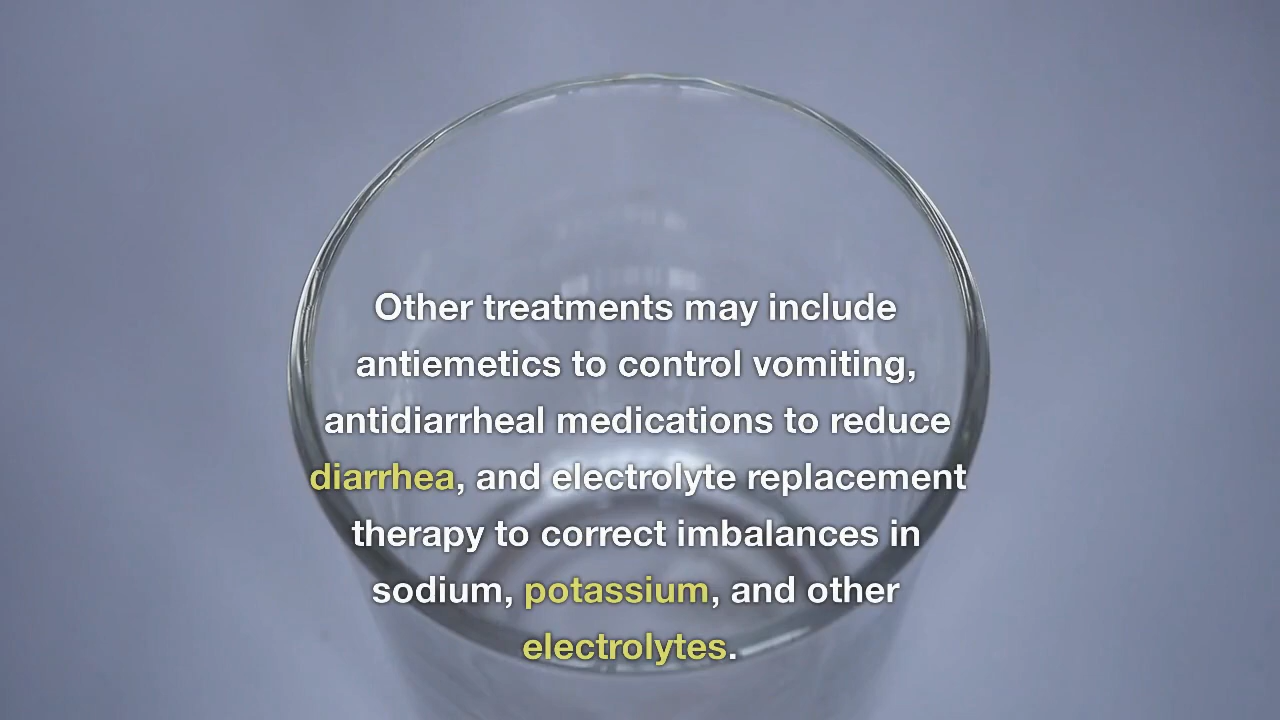 Other treatments may include
antiemetics to control vomiting,
antidiarrheal medications to reduce
diarrhea, and electrolyte replacement
therapy to correct imbalances in
sodium, potassium, and other
electrolytes.